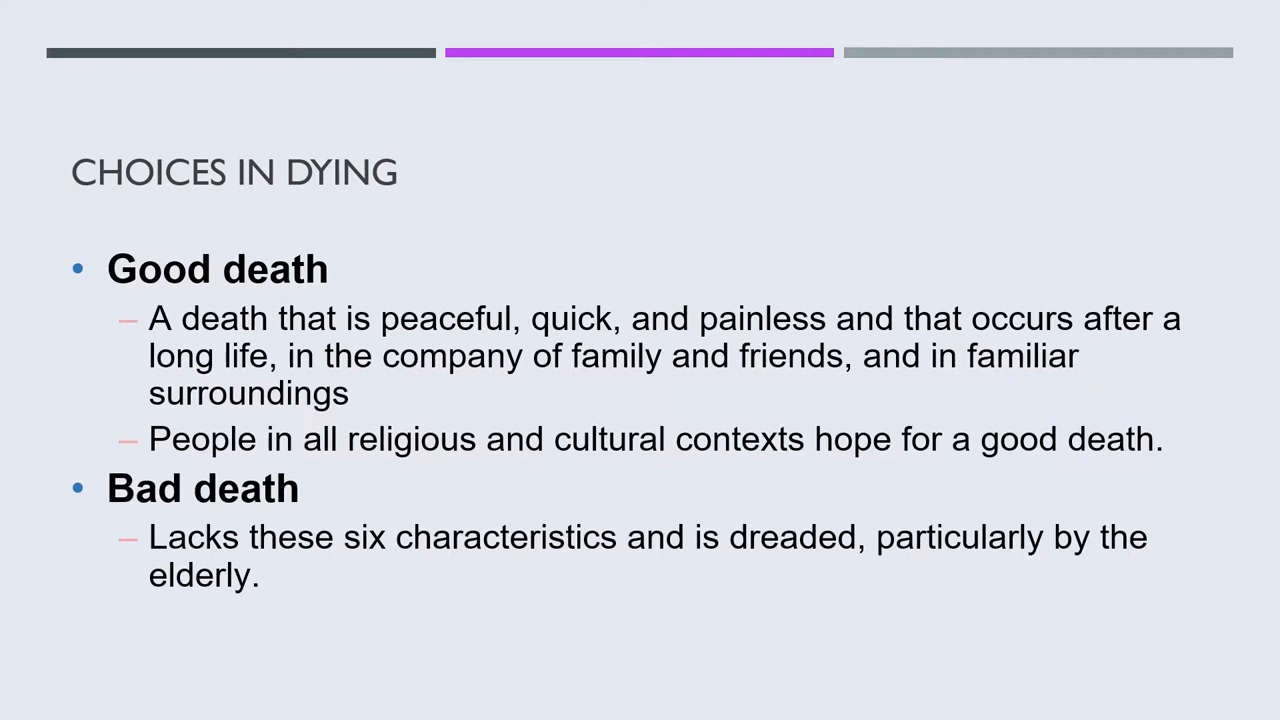 CHOICES IN DYING
• Good death
– A death that is peaceful, quick, and painless and that occurs after a
long life, in the company of family and friends, and in familiar
surroundings
– People in all religious and cultural contexts hope for a good death.
• Bad death
– Lacks these six characteristics and is dreaded, particularly by the
elderly.